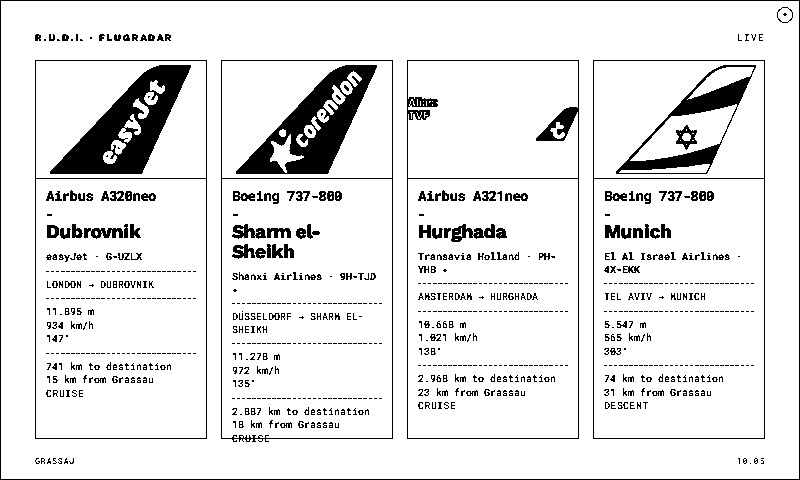 R.U.D.I. · FLUGRADAR
LIVE
easyJet
Airbus A320neo
-
Dubrovnik
easyJet · G-UZLX
LONDON → DUBROVNIK
11.895 m
934 km/h
147°
741 km to destination
15 km from Grassau
CRUISE
corendon
Boeing 737-800
-
Sharm el-
Sheikh
Shanxi Airlines · 9H-TJD
✦
DÜSSELDORF → SHARM EL-
SHEIKH
11.278 m
972 km/h
135°
2.887 km to destination
18 km from Grassau
CRUISE
TVF
t
Airbus A321neo
-
Hurghada
Transavia Holland · PH-
YHB ✦
AMSTERDAM → HURGHADA
10.668 m
1.021 km/h
138°
2.968 km to destination
23 km from Grassau
CRUISE
Boeing 737-800
-
Munich
El Al Israel Airlines ·
4X-EKK
TEL AVIV → MUNICH
5.547 m
565 km/h
303°
74 km to destination
31 km from Grassau
DESCENT
GRASSAU
10.05